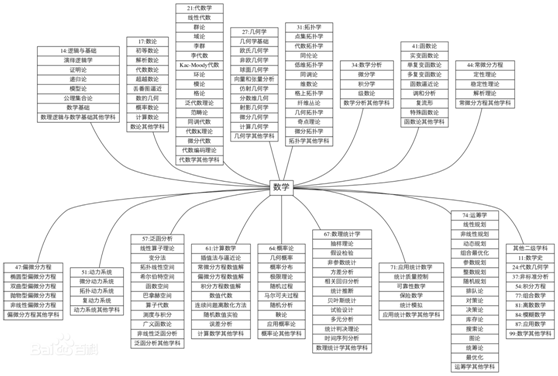 14:逻辑与基础
演绎逻辑学
证明论
递归论
模型论
公理集合论
数学基础
数理逻辑与数学基础其他学科
17:数论
初等数论
解析数论
代数数论
超越数论
丢番图逼近
数的几何
概率数论
计算数论
数论其他学科
21:代数学
线性代数
群论
域论
李群
李代数
Kac-Moody代数
环论
模论
格论
泛代数理论
范畴论
同调代数
代数K理论
微分代数
代数编码理论
代数学其他学科
27:几何学
几何学基础
欧氏几何学
非欧几何学
球面几何学
向量和张量分析
仿射几何学
射影几何学
微分几何学
分数维几何
计算几何学
几何学其他学科
31:拓扑学
点集拓扑学
代数拓扑学
同伦论
低维拓扑学
同调论
维数论
格上拓扑学
纤维丛论
几何拓扑学
奇点理论
微分拓扑学
拓扑学其他学科
34:数学分析
微分学
积分学
级数论
数学分析其他学科
41:函数论
实变函数论
单复变函数论
多复变函数论
函数逼近论
调和分析
复流形
特殊函数论
函数论其他学科
44:常微分方程
定性理论
稳定性理论
解析理论
常微分方程其他学科
数学
47:偏微分方程
椭圆型偏微分方程
双曲型偏微分方程
抛物型偏微分方程
非线性偏微分方程
偏微分方程其他学科
51:动力系统
微分动力系统
拓扑动力系统
复动力系统
动力系统其他学科
57:泛函分析
线性算子理论
变分法
拓扑线性空间
希尔伯特空间
函数空间
巴拿赫空间
算子代数
测度与积分
广义函数论
非线性泛函分析
泛函分析其他学科
61:计算数学
插值法与逼近论
常微分方程数值解
偏微分方程数值解
积分方程数值解
数值代数
连续问题离散化方法
随机数值实验
误差分析
计算数学其他学科
64:概率论
几何概率
概率分布
极限理论
随机过程
马尔可夫过程
随机分析
鞅论
应用概率论
概率论其他学科
67:数理统计学
抽样理论
假设检验
非参数统计
方差分析
相关回归分析
统计推断
贝叶斯统计
试验设计
多元分析
统计判决理论
时间序列分析
数理统计学其他学科
71:应用统计数学
统计质量控制
可靠性数学
保险数学
统计模拟
应用统计数学其他学科
74:运筹学
线性规划
非线性规划
动态规划
组合最优化
参数规划
整数规划
随机规划
排队论
对策论
决策论
库存论
搜索论
图论
统筹论
最优化
运筹学其他学科
其他二级学科
11:数学史
24:代数几何学
37:非标准分析
54:积分方程
77:组合数学
81:离散数学
84:模糊数学
87:应用数学
99:数学其他学科
Bai百科